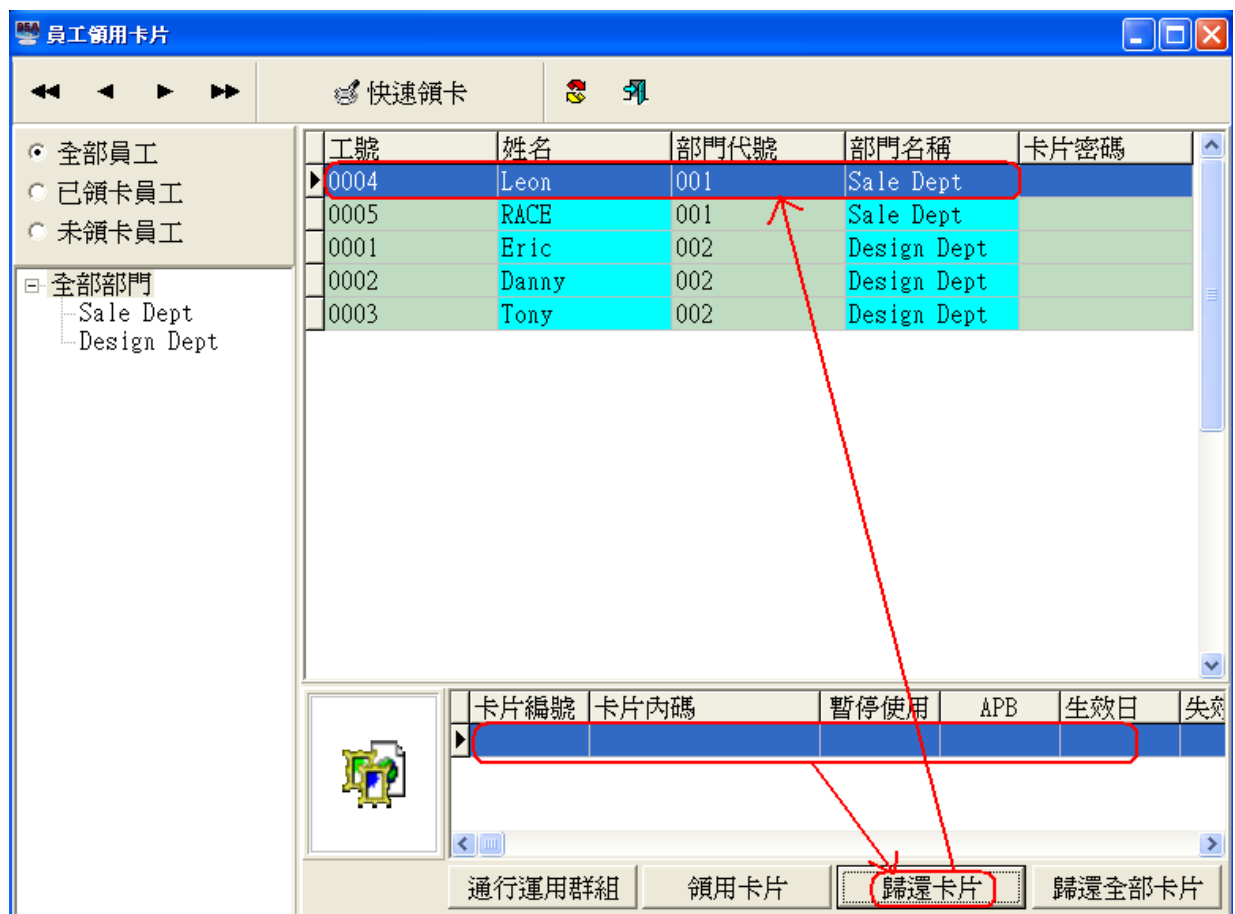 員工領用卡片
快速領卡
全部員工
已領卡員工
未領卡員工
全部部門
Sale Dept
Design Dept
工號 姓名 部門代號 部門名稱 卡片密碼
0004 Leon 001 Sale Dept
0005 RACE 001 Sale Dept
0001 Eric 002 Design Dept
0002 Danny 002 Design Dept
0003 Tony 002 Design Dept
卡片編號 卡片內碼 暫停使用 APB 生效日 失效
通行運用群組 領用卡片 歸還卡片 歸還全部卡片